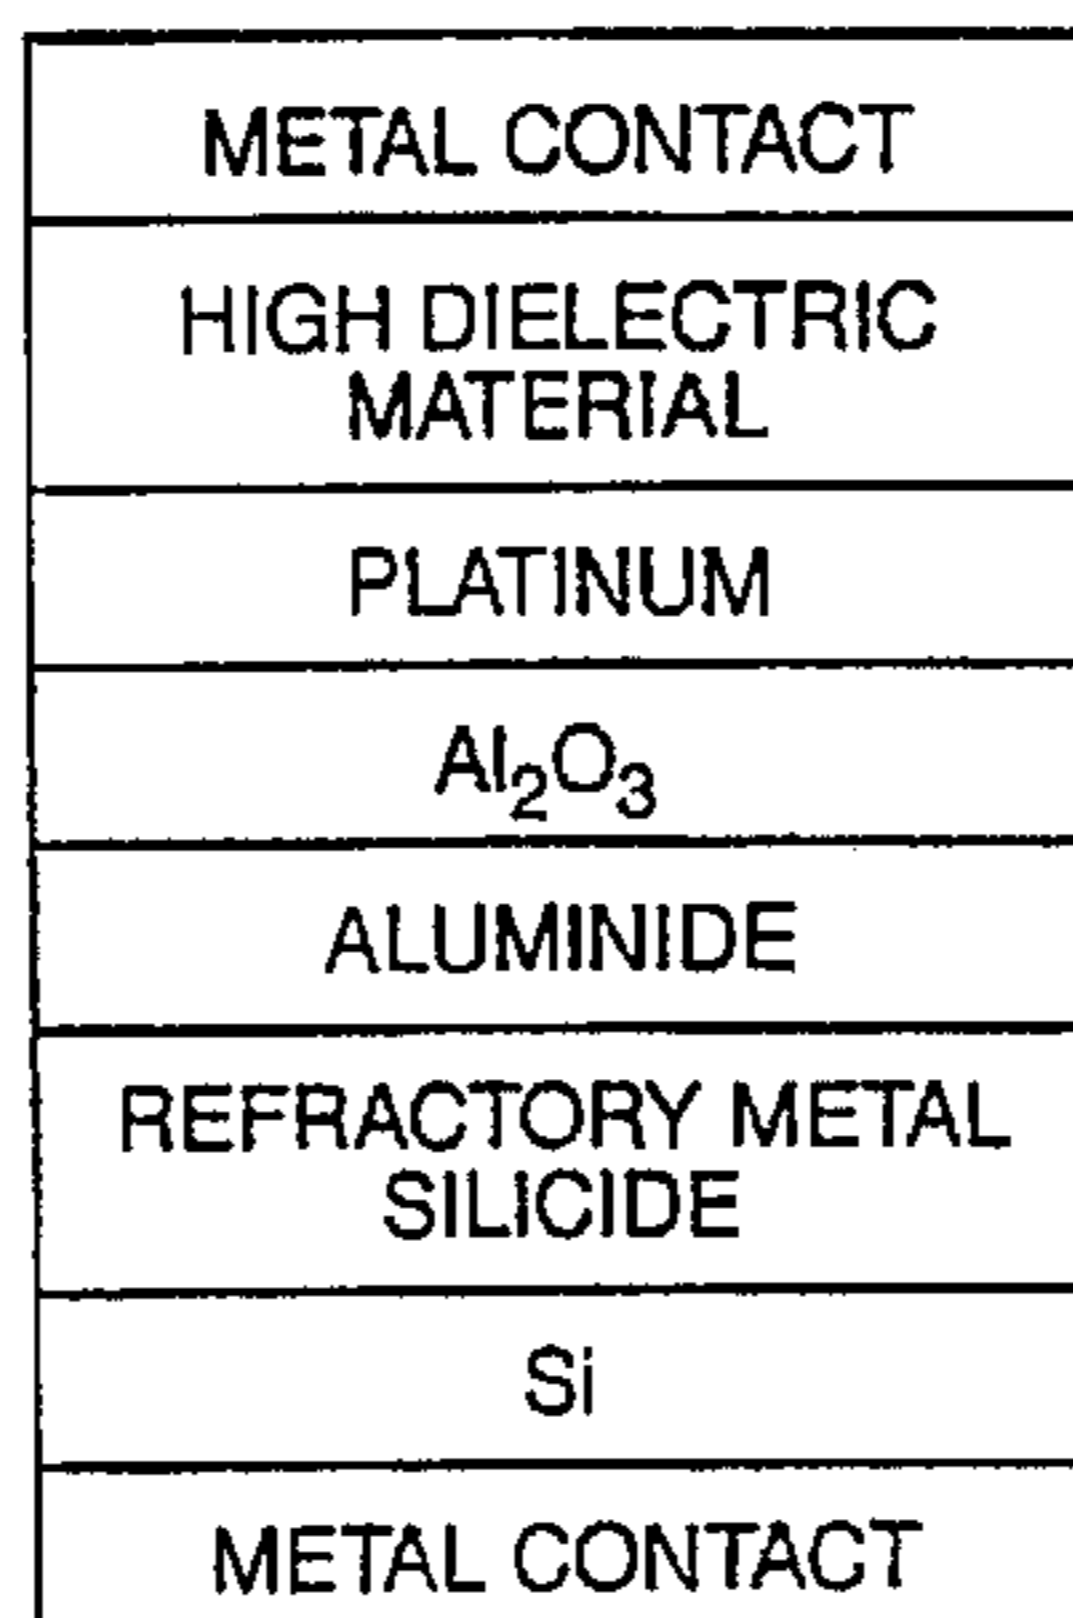 METAL CONTACT
HIGH DIELECTRIC
MATERIAL
PLATINUM
Al₂O₃
ALUMINIDE
REFRACTORY METAL
SILICIDE
Si
METAL CONTACT